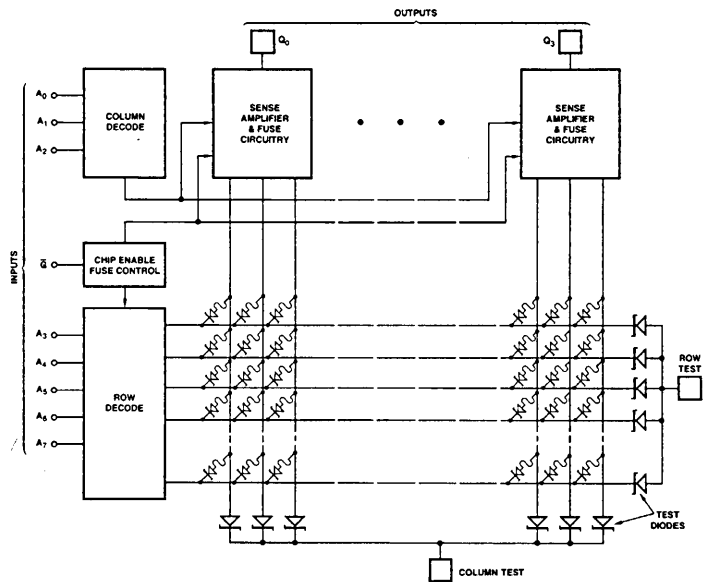 OUTPUTS
Q0
Q3
A0
A1
A2
COLUMN
DECODE
SENSE
AMPLIFIER
& FUSE
CIRCUITRY
SENSE
AMPLIFIER
& FUSE
CIRCUITRY
INPUTS
G̅
CHIP ENABLE
FUSE CONTROL
A3
A4
A5
A6
A7
ROW
DECODE
ROW
TEST
TEST
DIODES
COLUMN TEST